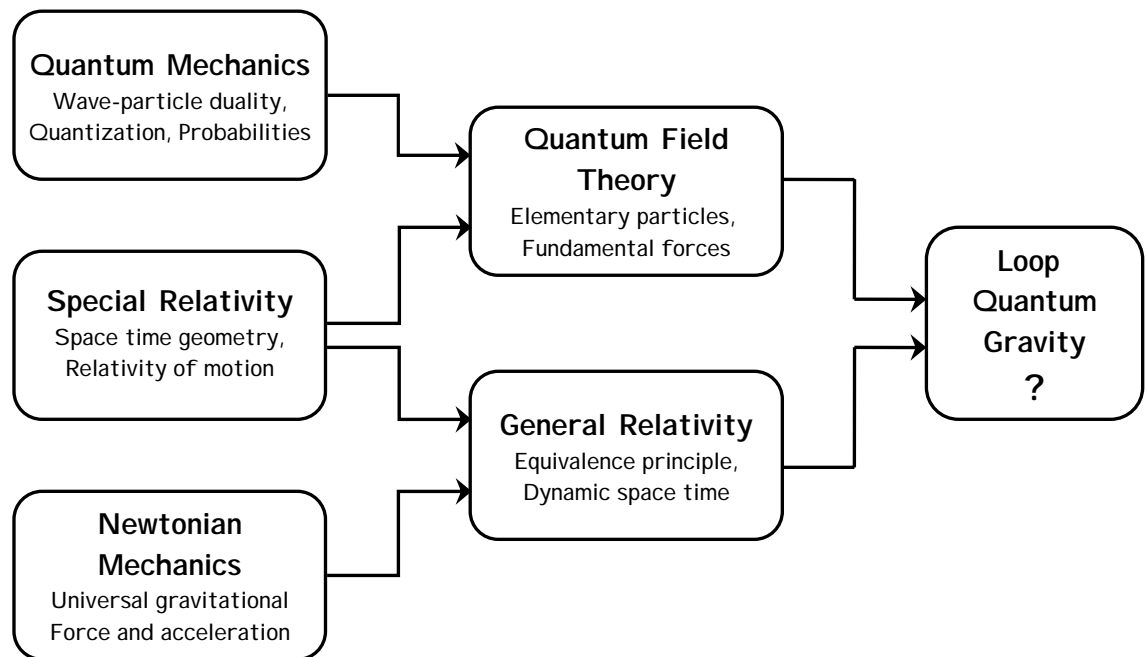 Quantum Mechanics
Wave-particle duality,
Quantization, Probabilities
Special Relativity
Space time geometry,
Relativity of motion
Newtonian
Mechanics
Universal gravitational
Force and acceleration
Quantum Field
Theory
Elementary particles,
Fundamental forces
General Relativity
Equivalence principle,
Dynamic space time
Loop
Quantum
Gravity
?